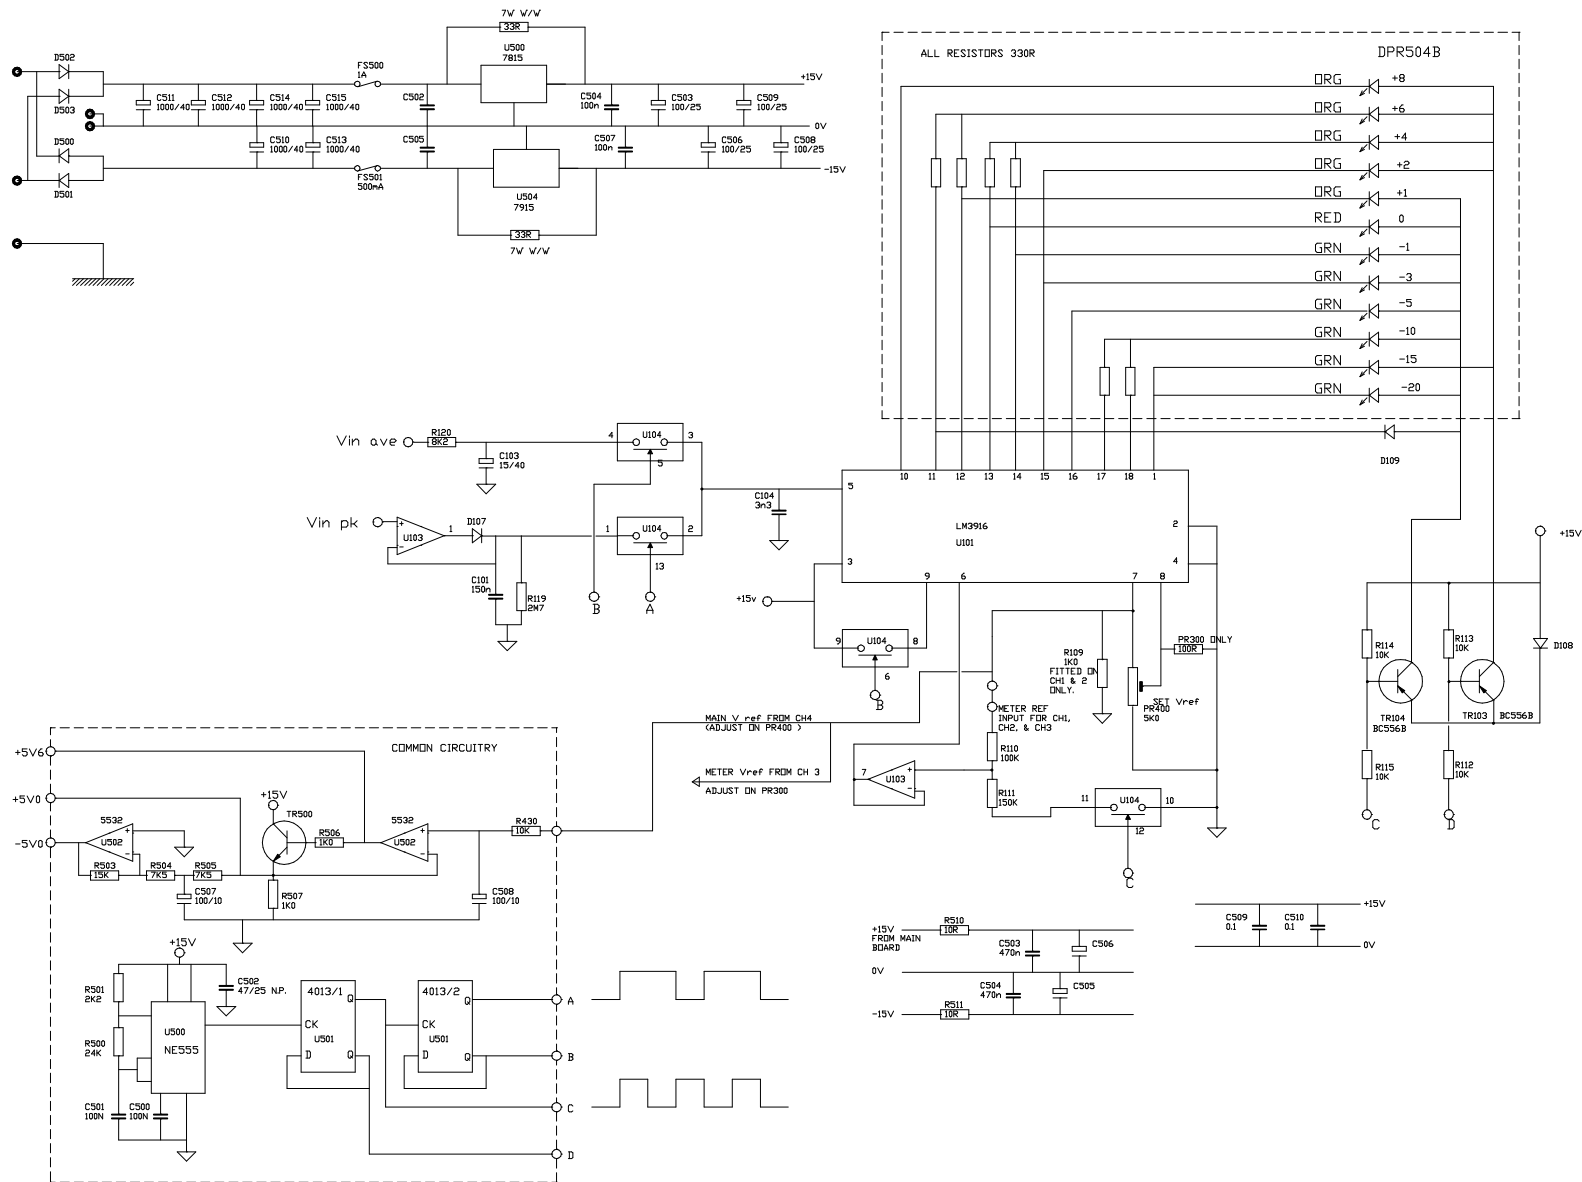 7W W/W
33R
U500
7815
D502
FS500
1A
+15V
D503
C511
1000/40
C512
1000/40
C514
1000/40
C515
1000/40
C502
C504
100n
C503
100/25
C509
100/25
0V
D500
C510
1000/40
C513
1000/40
C505
C507
100n
C506
100/25
C508
100/25
D501
FS501
500mA
-15V
U504
7915
33R
7W W/W
ALL RESISTORS 330R
DPR504B
ORG +8
ORG +6
ORG +4
ORG +2
ORG +1
RED 0
GRN -1
GRN -3
GRN -5
GRN -10
GRN -15
GRN -20
D109
Vin ave
R120
8K2
C103
15/40
4 U104 3
5
Vin pk
+
-
U103
1
D107
1 U104 2
13
C101
150n
R119
2M7
B
A
C104
3n3
10 11 12 13 14 15 16 17 18 1
5
LM3916
U101
2
3
4
9 6 7 8
+15v
9 U104 8
6
B
R109
1K0
FITTED ON
CH1 & 2
ONLY.
PR300 ONLY
100R
SET Vref
PR400
5K0
METER REF
INPUT FOR CH1,
CH2, & CH3
R110
100K
R111
150K
7
U103
+
-
11 U104 10
12
C
+15V
R114
10K
R113
10K
D108
TR104
BC556B
TR103
BC556B
R115
10K
R112
10K
C
D
MAIN V ref FROM CH4
(ADJUST ON PR400 )
METER Vref FROM CH 3
ADJUST ON PR300
COMMON CIRCUITRY
+5V6
+5V0
-5V0
+15V
TR500
5532
U502
+
-
R506
1K0
5532
U502
+
-
R430
10K
R503
15K
R504
7K5
R505
7K5
C507
100/10
R507
1K0
C508
100/10
+15V
R501
2K2
C502
47/25 N.P.
U500
NE555
R500
24K
C501
100N
C500
100N
4013/1
Q
CK
U501
D
Q
4013/2
Q
CK
U501
D
Q
A
B
C
D
+15V
FROM MAIN
BOARD
R510
10R
C503
470n
C506
0V
C504
470n
C505
-15V
R511
10R
+15V
C509
0.1
C510
0.1
0V